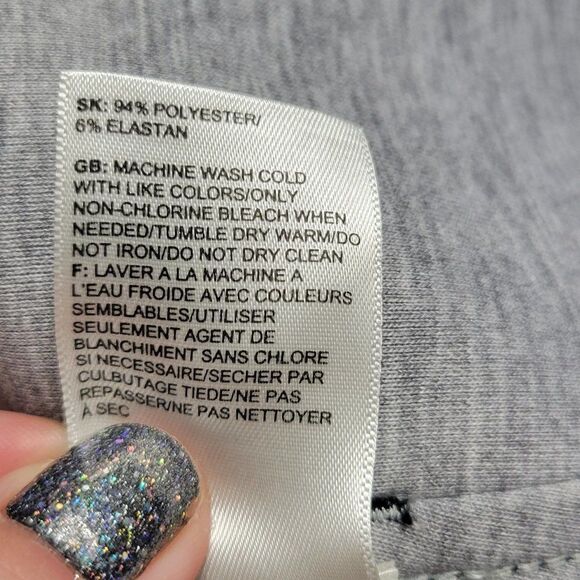 SK: 94% POLYESTER/
6% ELASTAN
GB: MACHINE WASH COLD
WITH LIKE COLORS/ONLY
NON-CHLORINE BLEACH WHEN
NEEDED/TUMBLE DRY WARM/DO
NOT IRON/DO NOT DRY CLEAN
F: LAVER A LA MACHINE A
L'EAU FROIDE AVEC COULEURS
SEMBLABLES/UTILISER
SEULEMENT AGENT DE
BLANCHIMENT SANS CHLORE
SI NECESSAIRE/SECHER PAR
CULBUTAGE TIEDE/NE PAS
REPASSER/NE PAS NETTOYER
À SEC